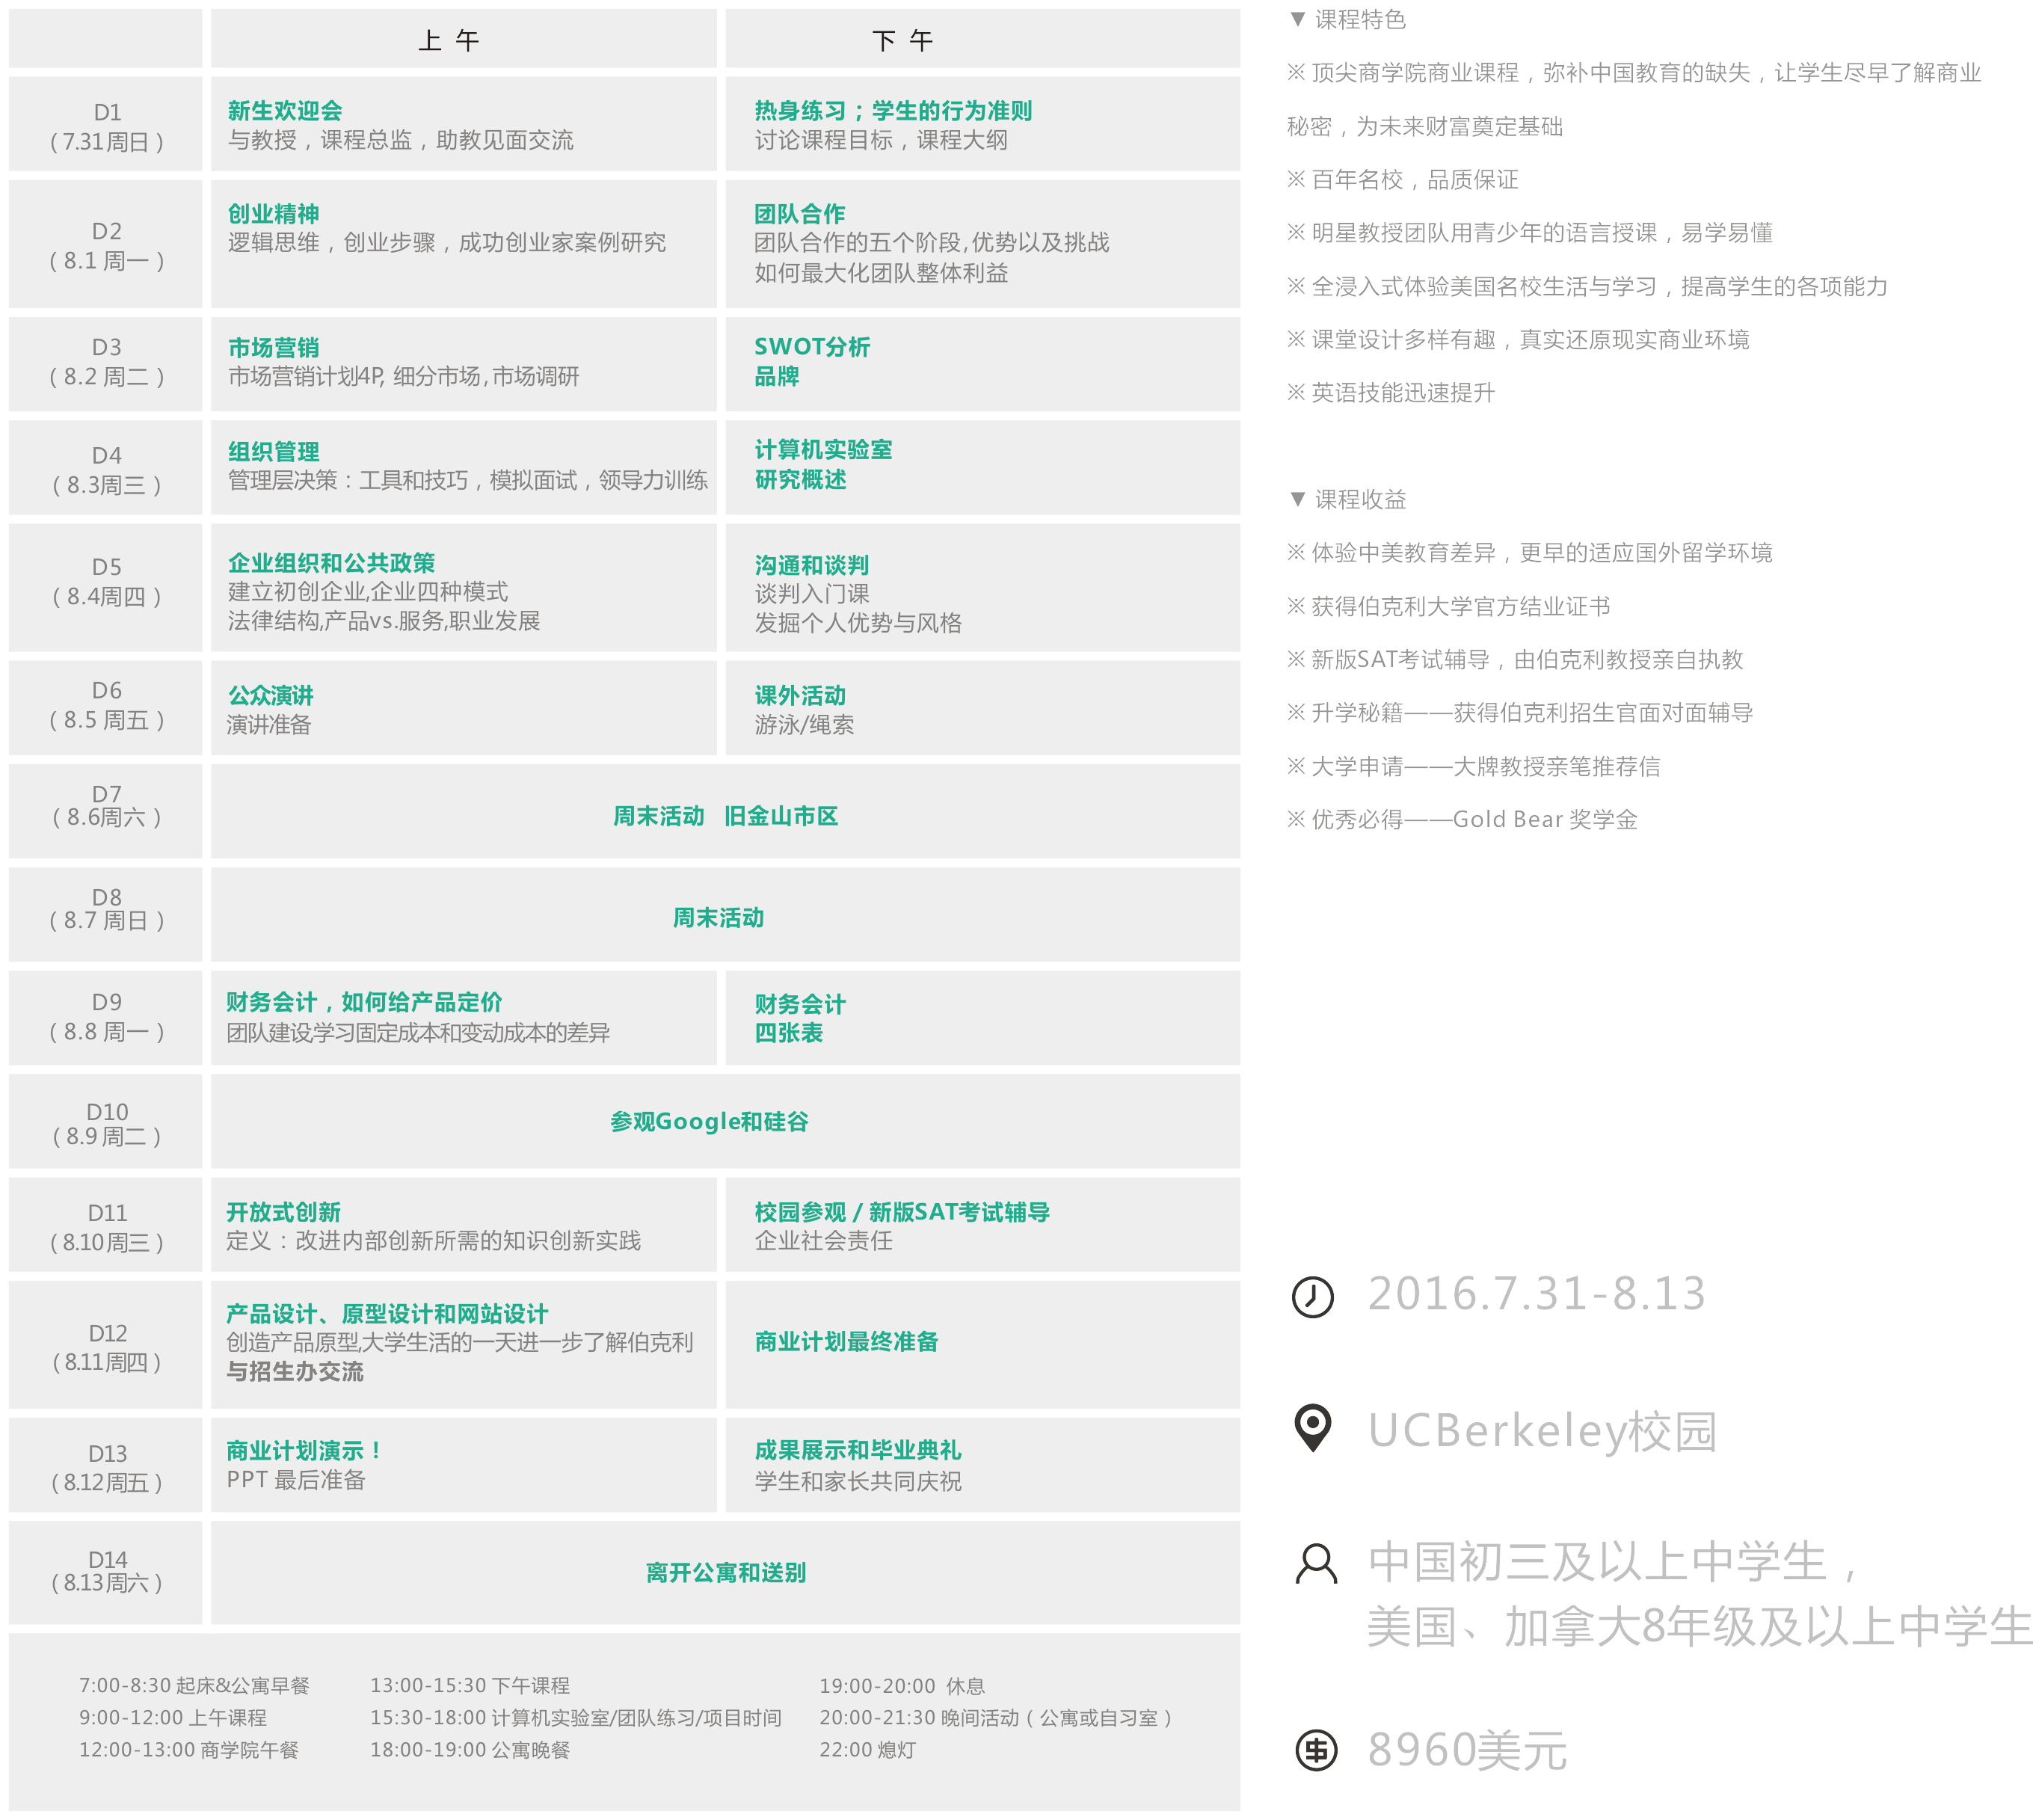 上 午
下 午
D1
（7.31周日）
新生欢迎会
与教授，课程总监，助教见面交流
热身练习；学生的行为准则
讨论课程目标，课程大纲
D2
（8.1 周一）
创业精神
逻辑思维，创业步骤，成功创业家案例研究
团队合作
团队合作的五个阶段,优势以及挑战
如何最大化团队整体利益
D3
（8.2 周二）
市场营销
市场营销计划4P, 细分市场,市场调研
SWOT分析
品牌
D4
（8.3周三）
组织管理
管理层决策：工具和技巧，模拟面试，领导力训练
计算机实验室
研究概述
D5
（8.4周四）
企业组织和公共政策
建立初创企业,企业四种模式
法律结构,产品vs.服务,职业发展
沟通和谈判
谈判入门课
发掘个人优势与风格
D6
（8.5 周五）
公众演讲
演讲准备
课外活动
游泳/绳索
D7
（8.6周六）
周末活动 旧金山市区
D8
（8.7 周日）
周末活动
D9
（8.8 周一）
财务会计，如何给产品定价
团队建设学习固定成本和变动成本的差异
财务会计
四张表
D10
（8.9 周二）
参观Google和硅谷
D11
（8.10周三）
开放式创新
定义：改进内部创新所需的知识创新实践
校园参观 / 新版SAT考试辅导
企业社会责任
D12
（8.11周四）
产品设计、原型设计和网站设计
创造产品原型,大学生活的一天进一步了解伯克利
与招生办交流
商业计划最终准备
D13
（8.12周五）
商业计划演示！
PPT 最后准备
成果展示和毕业典礼
学生和家长共同庆祝
D14
（8.13周六）
离开公寓和送别
7:00-8:30 起床&公寓早餐
9:00-12:00 上午课程
12:00-13:00 商学院午餐
13:00-15:30 下午课程
15:30-18:00 计算机实验室/团队练习/项目时间
18:00-19:00 公寓晚餐
19:00-20:00 休息
20:00-21:30 晚间活动（公寓或自习室）
22:00 熄灯
▼ 课程特色
※ 顶尖商学院商业课程，弥补中国教育的缺失，让学生尽早了解商业
秘密，为未来财富奠定基础
※ 百年名校，品质保证
※ 明星教授团队用青少年的语言授课，易学易懂
※ 全浸入式体验美国名校生活与学习，提高学生的各项能力
※ 课堂设计多样有趣，真实还原现实商业环境
※ 英语技能迅速提升
▼ 课程收益
※ 体验中美教育差异，更早的适应国外留学环境
※ 获得伯克利大学官方结业证书
※ 新版SAT考试辅导，由伯克利教授亲自执教
※ 升学秘籍——获得伯克利招生官面对面辅导
※ 大学申请——大牌教授亲笔推荐信
※ 优秀必得——Gold Bear 奖学金
2016.7.31-8.13
UCBerkeley校园
中国初三及以上中学生，
美国、加拿大8年级及以上中学生
8960美元